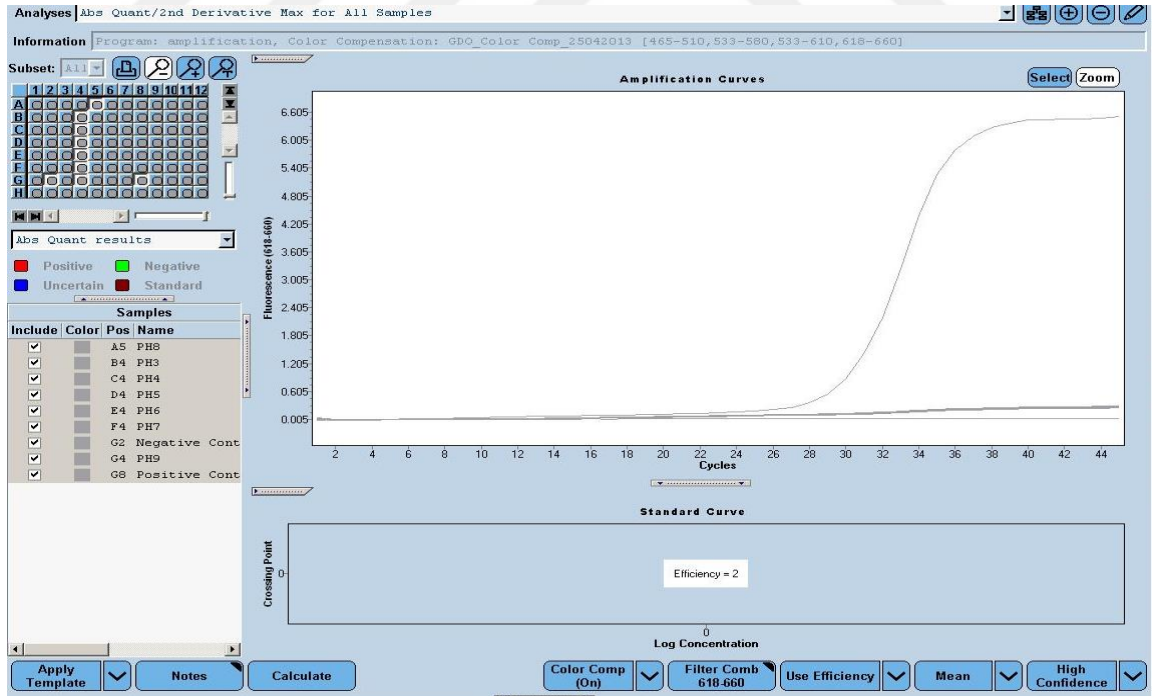 Analyses Abs Quant/2nd Derivative Max for All Samples
Information Program: amplification, Color Compensation: GDO_Color Comp_25042013 [465-510,533-580,533-610,618-660]
Subset: All
1 2 3 4 5 6 7 8 9 10 11 12
A
B
C
D
E
F
G
H
Abs Quant results
Positive Negative
Uncertain Standard
Samples
Include Color Pos Name
A5 PH8
B4 PH3
C4 PH4
D4 PH5
E4 PH6
F4 PH7
G2 Negative Cont
G4 PH9
G8 Positive Cont
Amplification Curves
Select Zoom
Fluorescence (618-660)
6.605
6.005
5.405
4.805
4.205
3.605
3.005
2.405
1.805
1.205
0.605
0.005
2 4 6 8 10 12 14 16 18 20 22 24 26 28 30 32 34 36 38 40 42 44
Cycles
Standard Curve
Crossing Point
0
Efficiency = 2
0
Log Concentration
Apply Template
Notes
Calculate
Color Comp (On)
Filter Comb 618-660
Use Efficiency
Mean
High Confidence